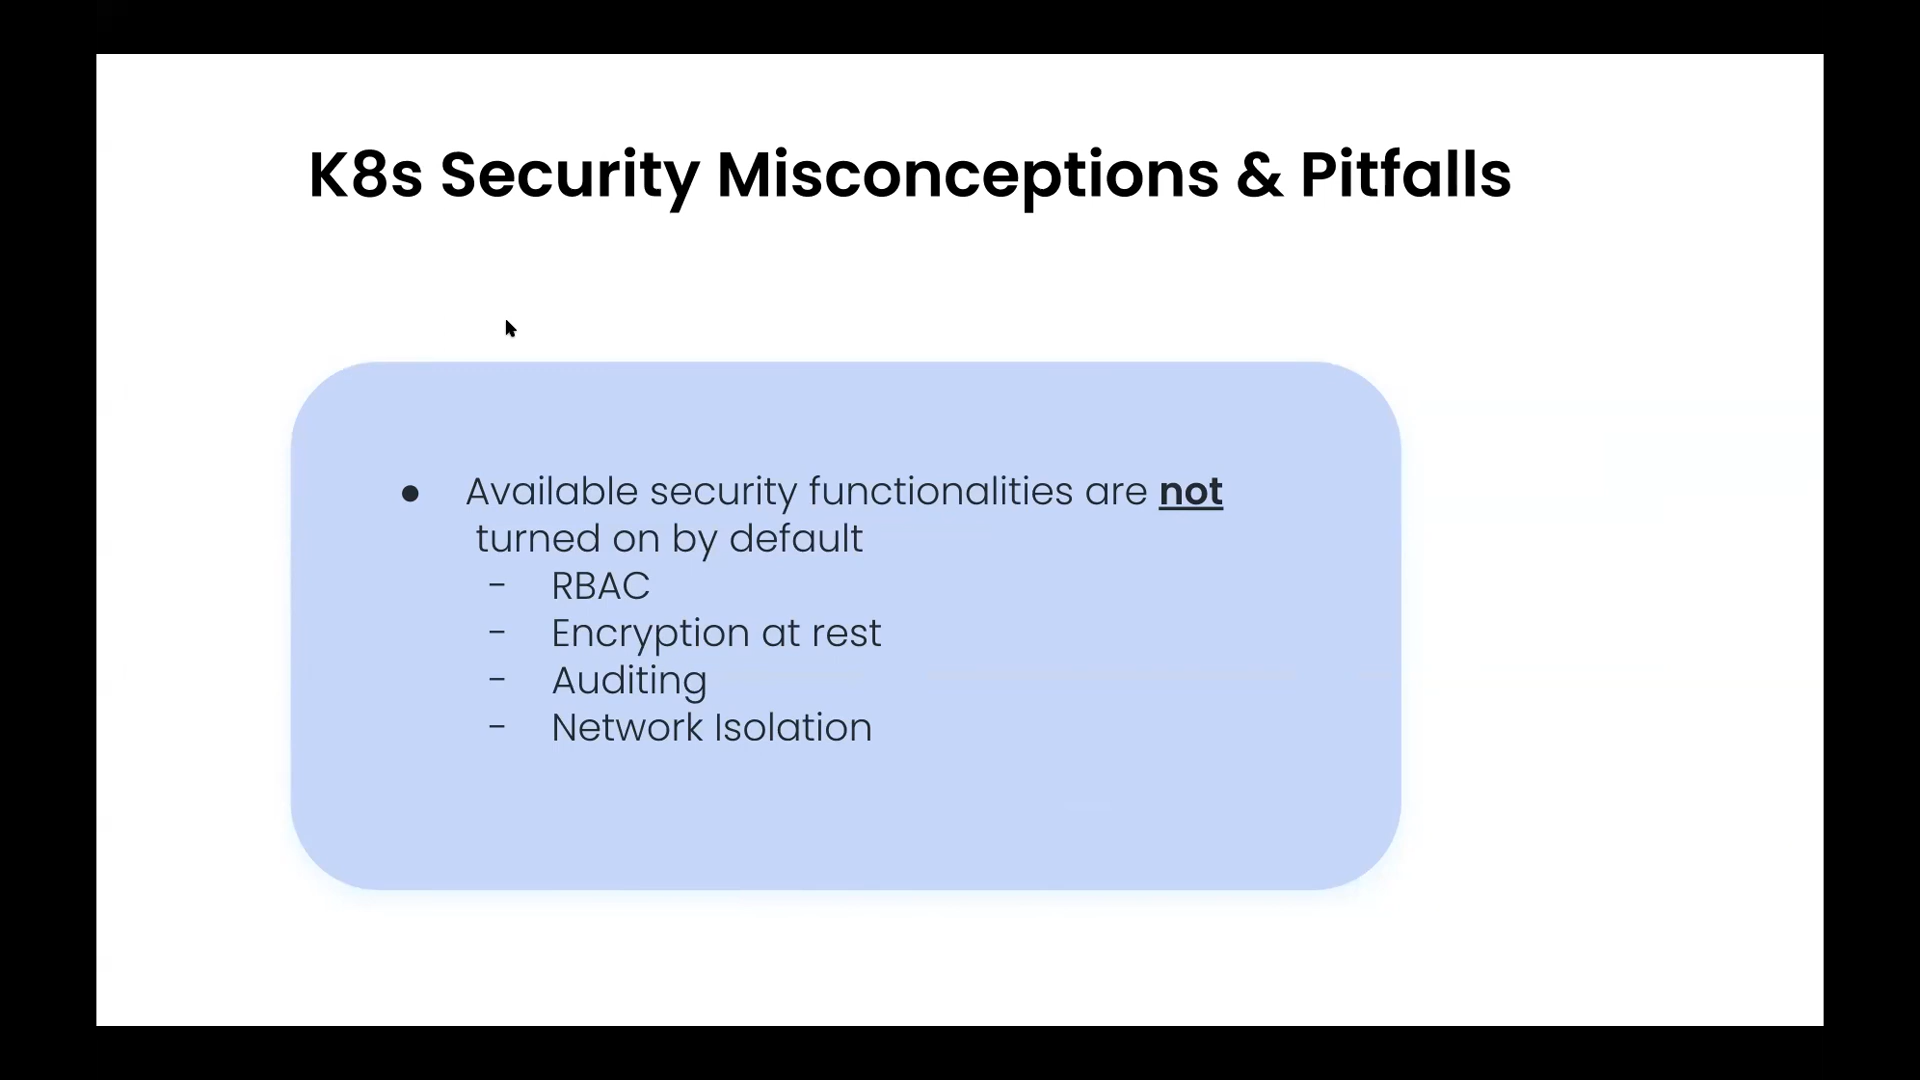 K8s Security Misconceptions & Pitfalls
● Available security functionalities are not
turned on by default
- RBAC
- Encryption at rest
- Auditing
- Network Isolation